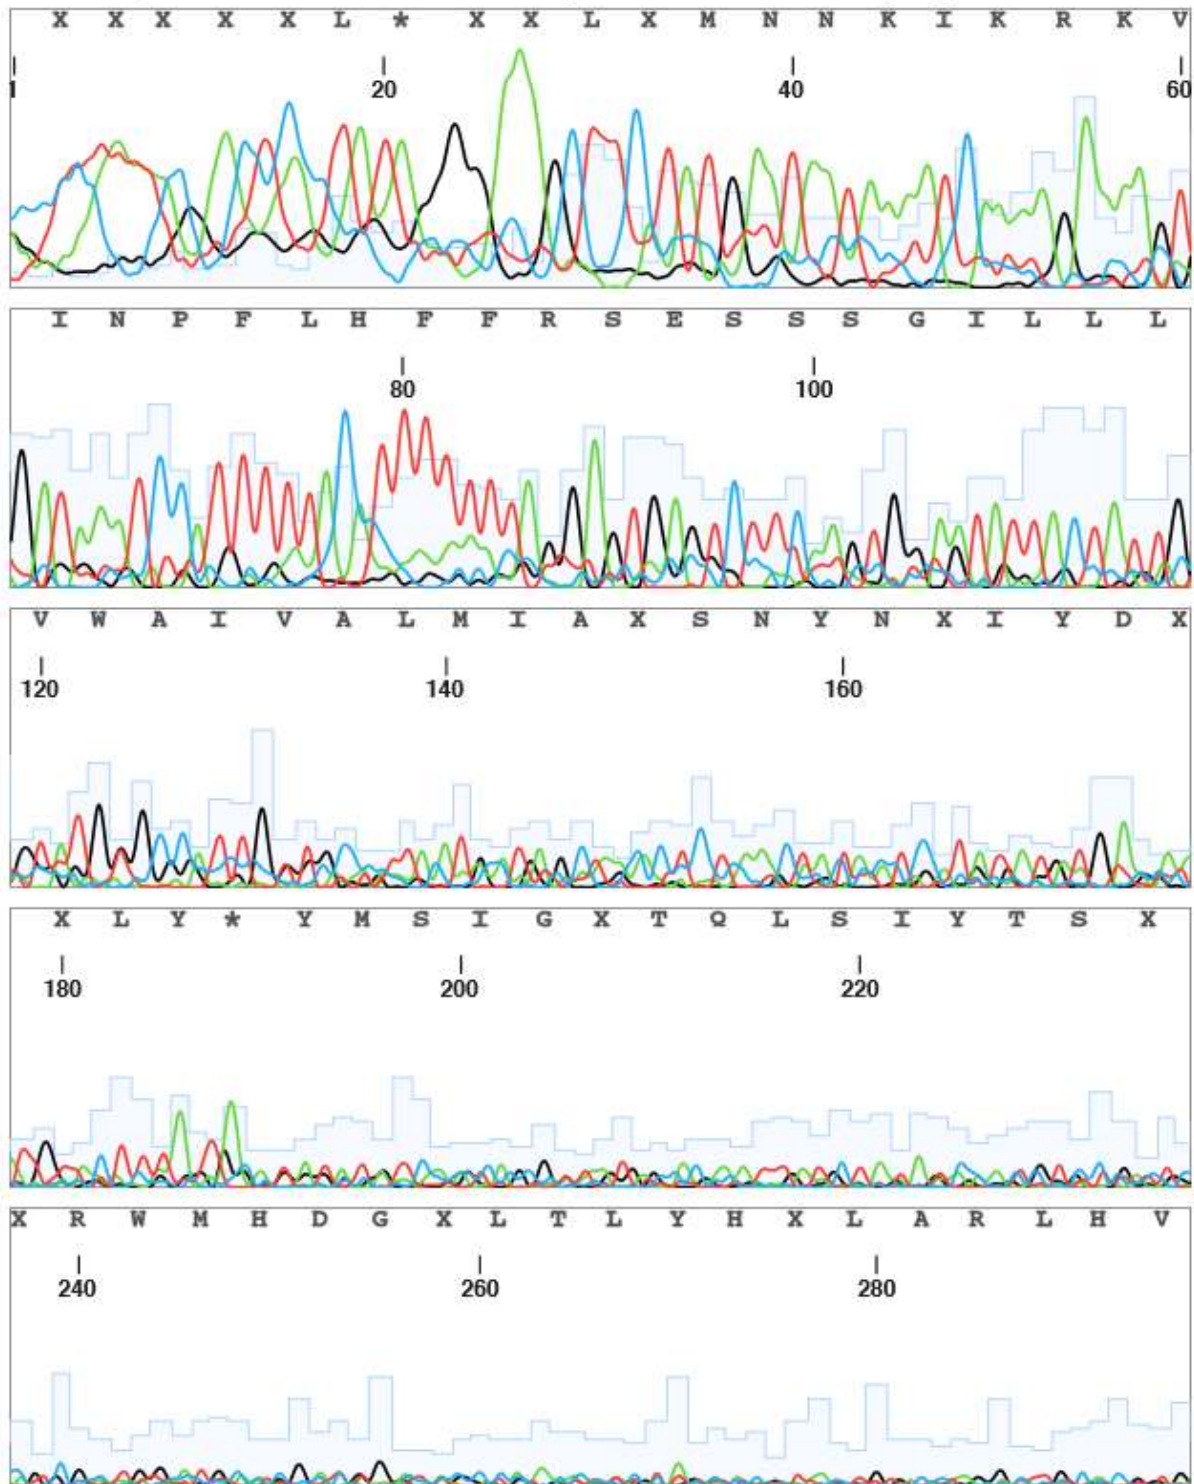 X X X X X L * X X L X M N N K I K R K V
1 20 40 60
I N P F L H F F R S E S S S G I L L L
80 100
V W A I V A L M I A X S N Y N X I Y D X
120 140 160
X L Y * Y M S I G X T Q L S I Y T S X
180 200 220
X R W M H D G X L T L Y H X L A R L H V
240 260 280